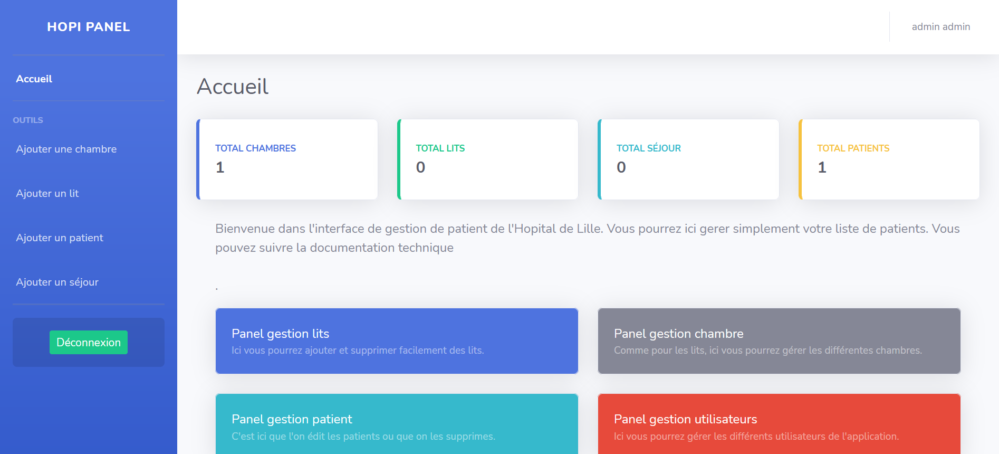 HOPI PANEL
admin admin
Accueil
OUTILS
Ajouter une chambre
Ajouter un lit
Ajouter un patient
Ajouter un séjour
Déconnexion
Accueil
TOTAL CHAMBRES
1
TOTAL LITS
0
TOTAL SÉJOUR
0
TOTAL PATIENTS
1
Bienvenue dans l'interface de gestion de patient de l'Hopital de Lille. Vous pourrez ici gerer simplement votre liste de patients. Vous
pouvez suivre la documentation technique
.
Panel gestion lits
Ici vous pourrez ajouter et supprimer facilement des lits.
Panel gestion chambre
Comme pour les lits, ici vous pourrez gérer les différentes chambres.
Panel gestion patient
C'est ici que l'on édit les patients ou que on les supprimes.
Panel gestion utilisateurs
Ici vous pourrez gérer les différents utilisateurs de l'application.